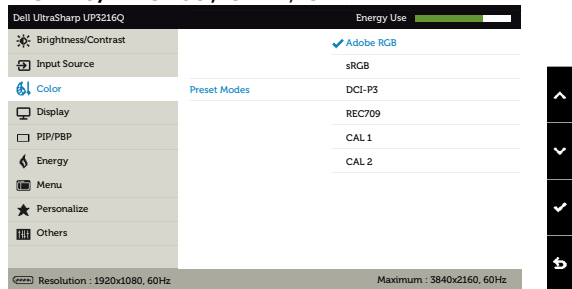 Dell UltraSharp UP3216Q Energy Use
Brightness/Contrast Adobe RGB
Input Source sRGB
Color Preset Modes DCI-P3
Display REC709
PIP/PBP CAL 1
Energy CAL 2
Menu
Personalize
Others
Resolution : 1920x1080, 60Hz Maximum : 3840x2160, 60Hz